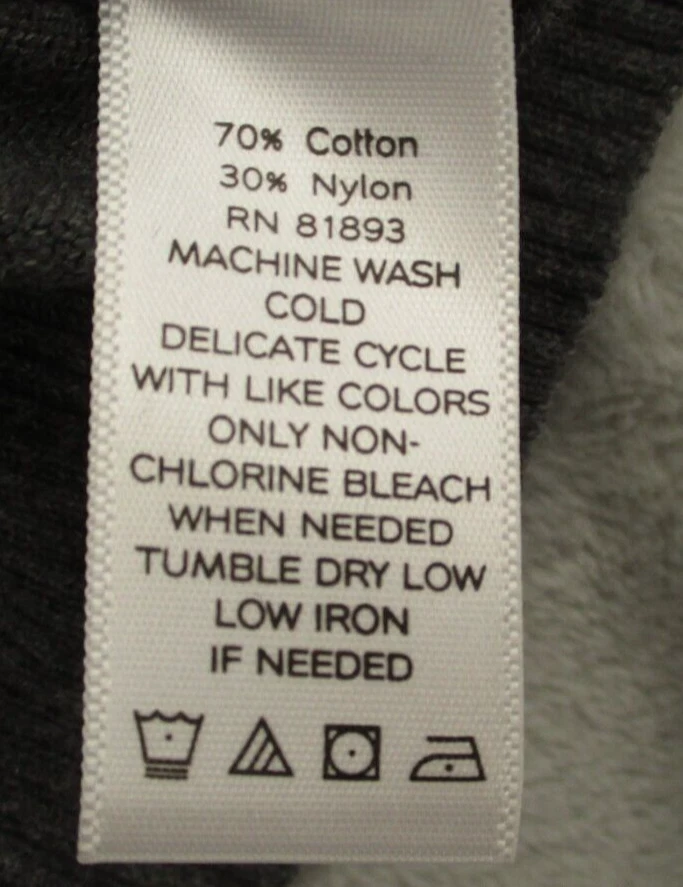 70% Cotton
30% Nylon
RN 81893
MACHINE WASH
COLD
DELICATE CYCLE
WITH LIKE COLORS
ONLY NON-
CHLORINE BLEACH
WHEN NEEDED
TUMBLE DRY LOW
LOW IRON
IF NEEDED